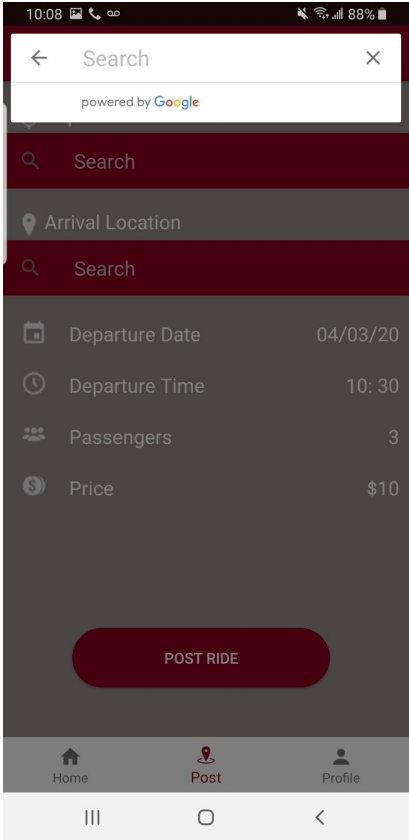 10:08 88%
Search
powered by Google
Search
Arrival Location
Search
Departure Date 04/03/20
Departure Time 10: 30
Passengers 3
Price $10
POST RIDE
Home Post Profile